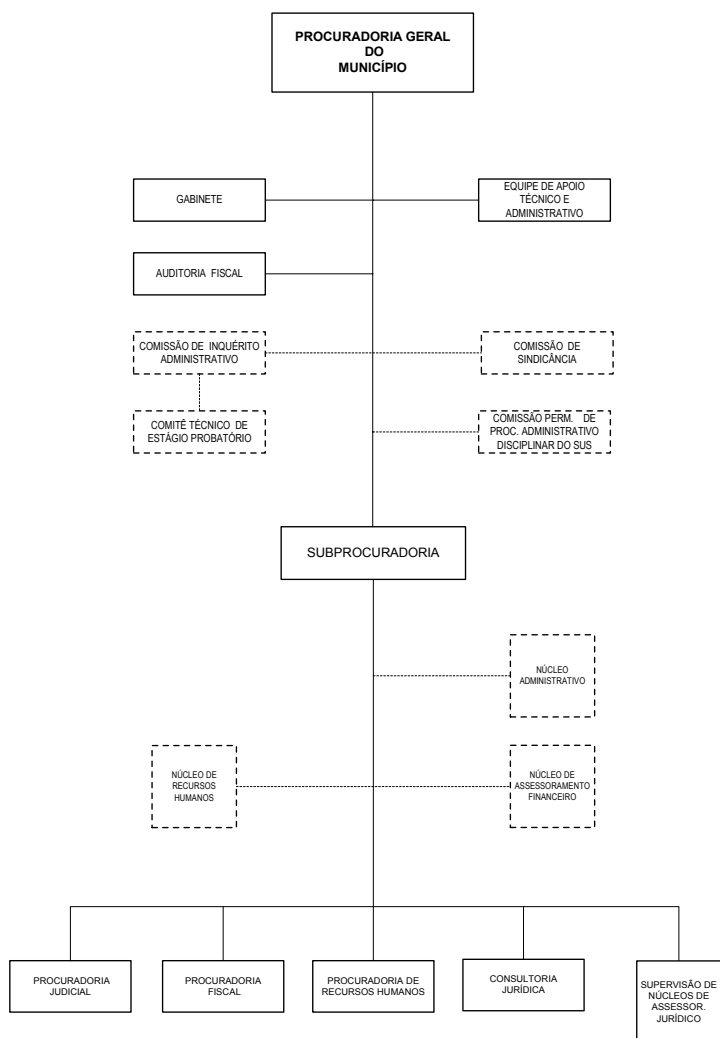 PROCURADORIA GERAL
DO
MUNICÍPIO
GABINETE
EQUIPE DE APOIO
TÉCNICO E
ADMINISTRATIVO
AUDITORIA FISCAL
COMISSÃO DE INQUÉRITO
ADMINISTRATIVO
COMISSÃO DE
SINDICÂNCIA
COMITÊ TÉCNICO DE
ESTÁGIO PROBATÓRIO
COMISSÃO PERM. DE
PROC. ADMINISTRATIVO
DISCIPLINAR DO SUS
SUBPROCURADORIA
NÚCLEO
ADMINISTRATIVO
NÚCLEO DE
RECURSOS
HUMANOS
NÚCLEO DE
ASSESSORAMENTO
FINANCEIRO
PROCURADORIA
JUDICIAL
PROCURADORIA
FISCAL
PROCURADORIA DE
RECURSOS HUMANOS
CONSULTORIA
JURÍDICA
SUPERVISÃO DE
NÚCLEOS DE
ASSESSOR.
JURÍDICO